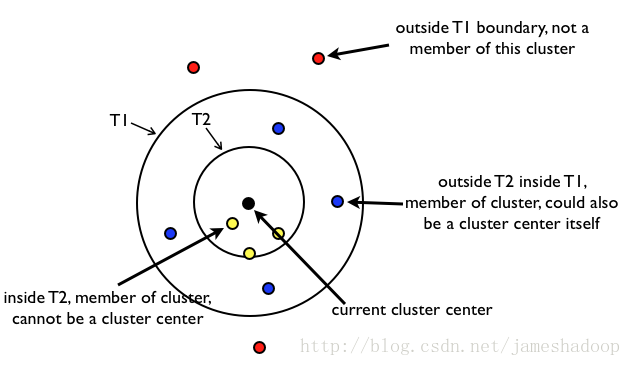 outside T1 boundary, not a
member of this cluster
T1
T2
outside T2 inside T1,
member of cluster, could also
be a cluster center itself
inside T2, member of cluster,
cannot be a cluster center
current cluster center
http://blog.csdn.net/jameshadoop